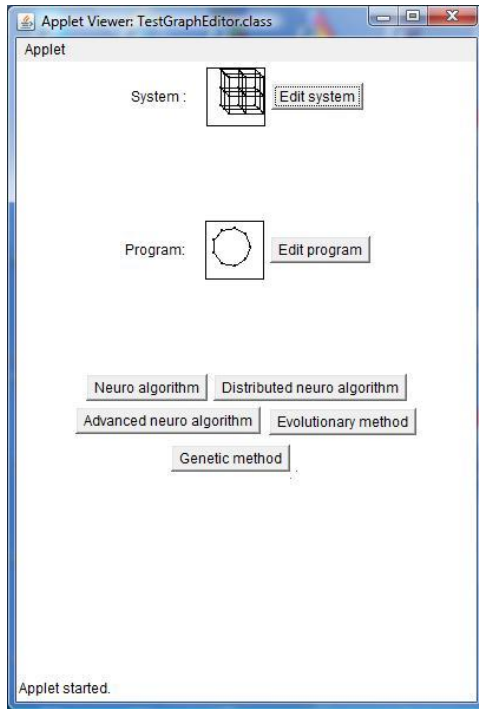 Applet Viewer: TestGraphEditor.class
Applet
System : Edit system
Program: Edit program
Neuro algorithm Distributed neuro algorithm
Advanced neuro algorithm Evolutionary method
Genetic method
Applet started.